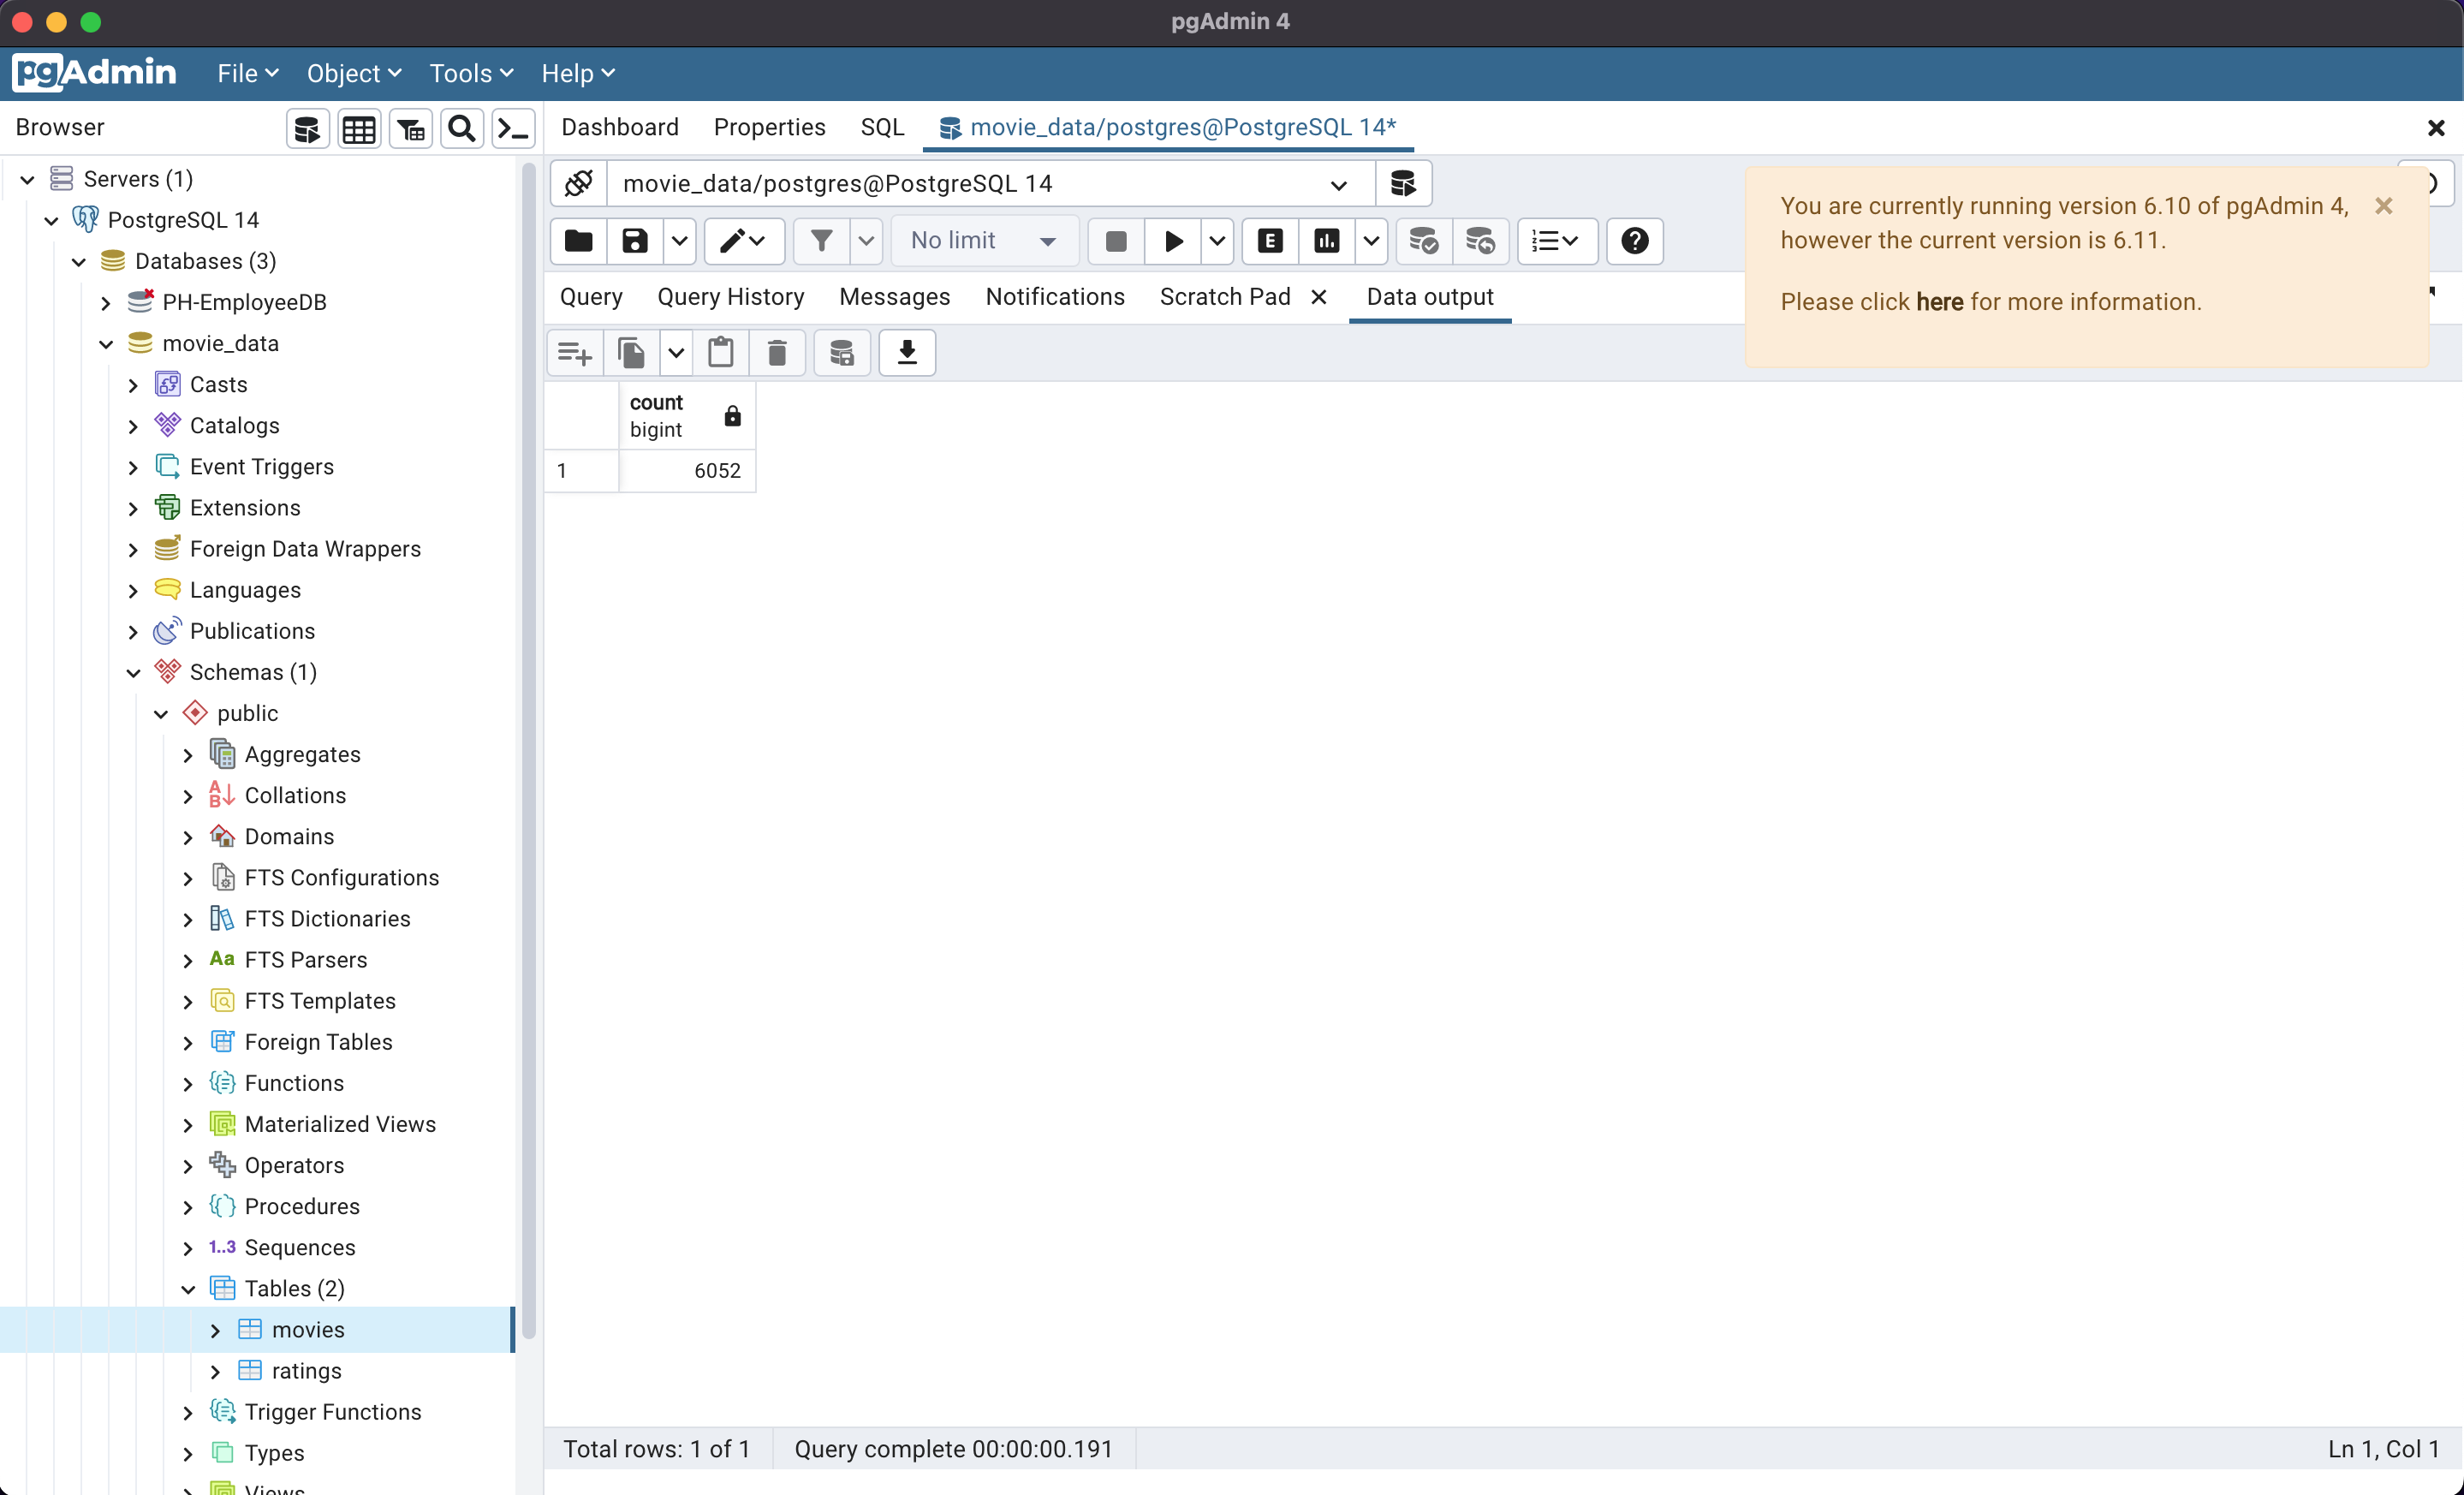 pgAdmin 4
pgAdmin File Object Tools Help
Browser
Dashboard Properties SQL movie_data/postgres@PostgreSQL 14*
Servers (1)
PostgreSQL 14
Databases (3)
PH-EmployeeDB
movie_data
Casts
Catalogs
Event Triggers
Extensions
Foreign Data Wrappers
Languages
Publications
Schemas (1)
public
Aggregates
A
B
Collations
Domains
FTS Configurations
FTS Dictionaries
Aa FTS Parsers
FTS Templates
Foreign Tables
Functions
Materialized Views
Operators
Procedures
1..3 Sequences
Tables (2)
movies
ratings
Trigger Functions
Types
Views
movie_data/postgres@PostgreSQL 14
No limit
E
Query Query History Messages Notifications Scratch Pad Data output
You are currently running version 6.10 of pgAdmin 4,
however the current version is 6.11.
Please click here for more information.
count
bigint
1 6052
Total rows: 1 of 1 Query complete 00:00:00.191 Ln 1, Col 1